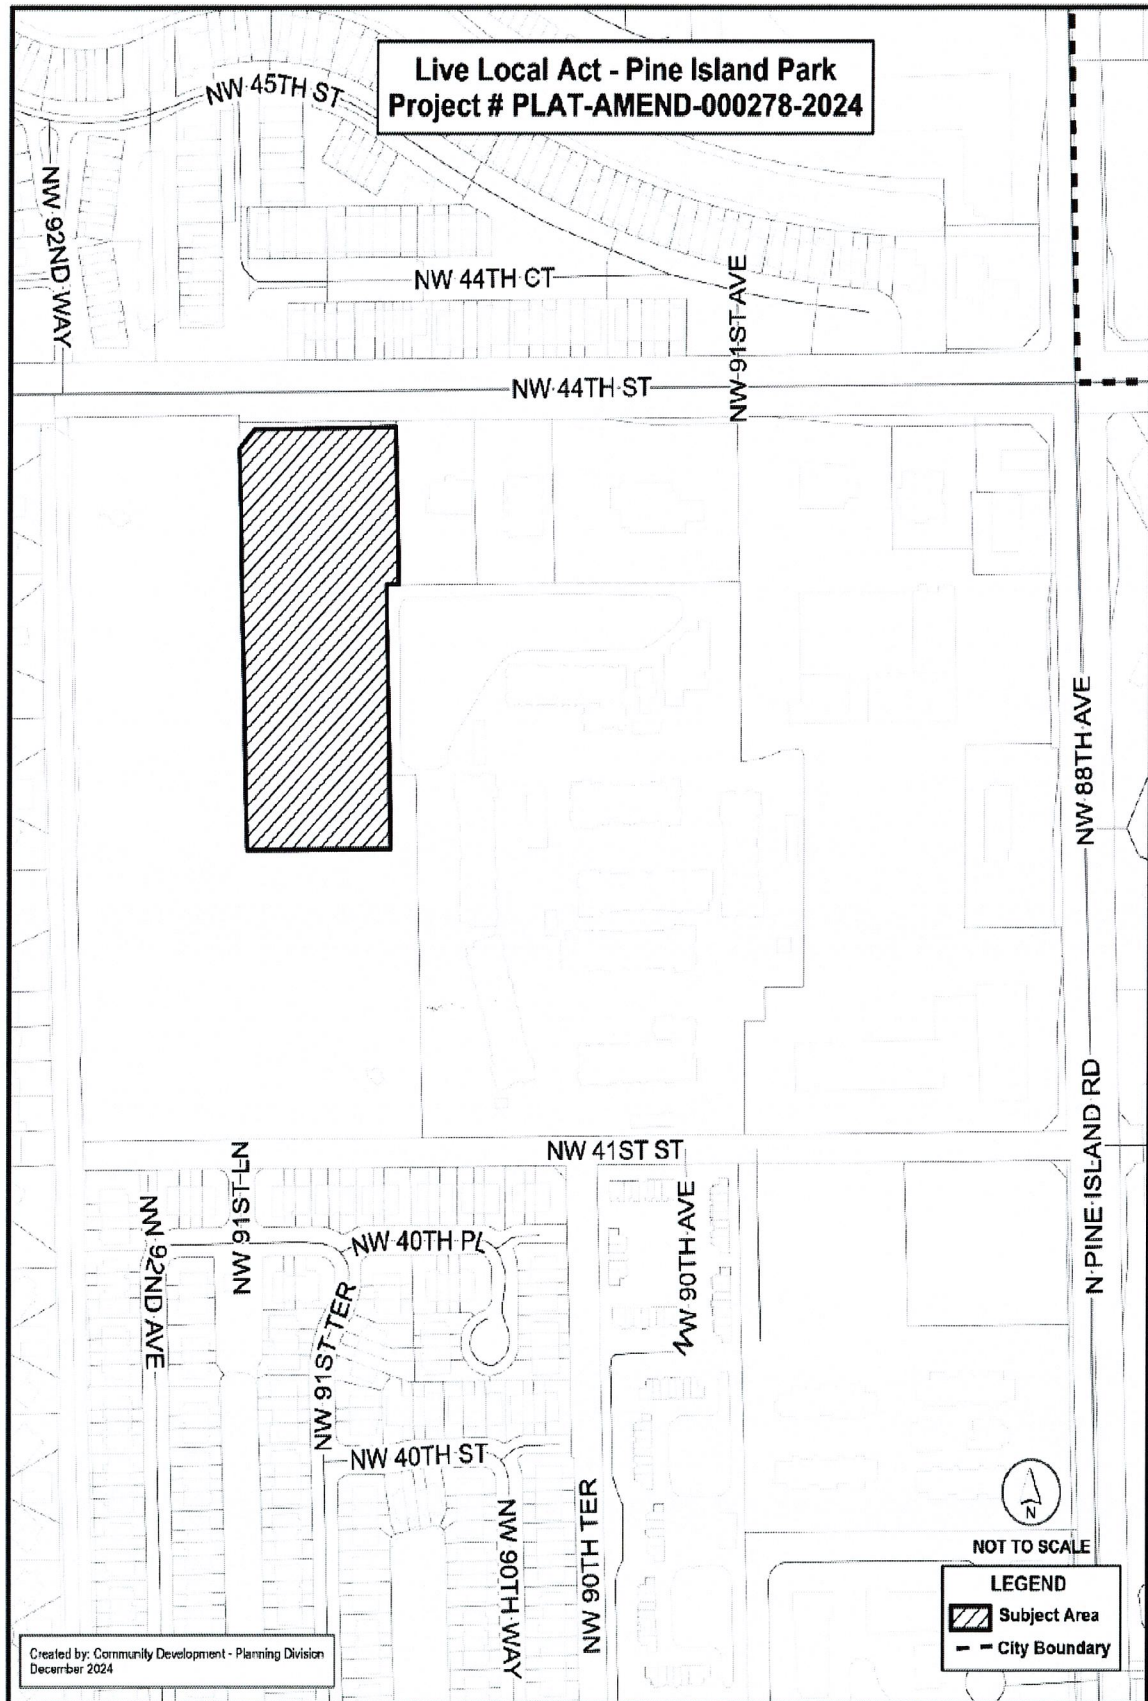 Live Local Act - Pine Island Park
Project # PLAT-AMEND-000278-2024
NW 45TH ST
NW 92ND WAY
NW 44TH CT
NW 91ST AVE
NW 44TH ST
NW 88TH AVE
N PINE ISLAND RD
NW 41ST ST
NW 91ST LN
NW 92ND AVE
NW 40TH PL
NW 90TH AVE
NW 91ST TER
NW 40TH ST
NW 90TH WAY
NW 90TH TER
N
NOT TO SCALE
LEGEND
Subject Area
City Boundary
Created by: Community Development - Planning Division
December 2024